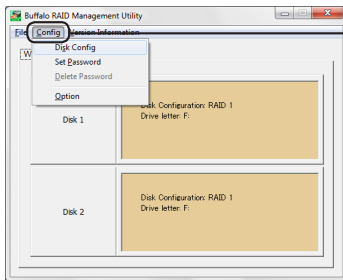 Buffalo RAID Management Utility
File Config Version Information
W
Disk Config
Set Password
Delete Password
Option
Disk 1
Disk Configuration: RAID 1
Drive letter: F:
Disk 2
Disk Configuration: RAID 1
Drive letter: F: